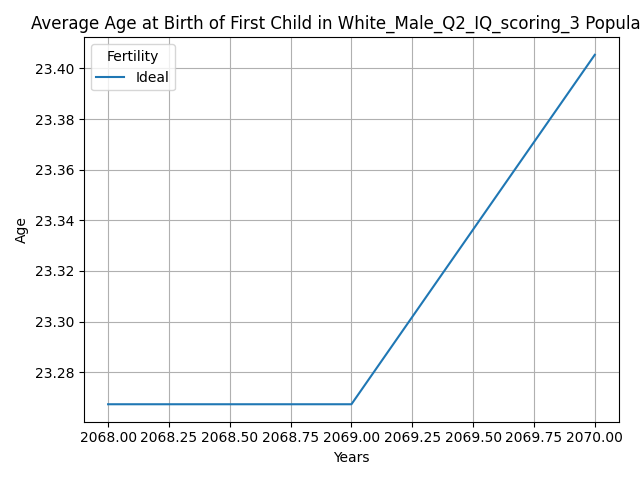 Average Age at Birth of First Child in White_Male_Q2_IQ_scoring_3 Popula
Fertility
Ideal
23.40
23.38
23.36
23.34
23.32
23.30
23.28
Age
2068.00 2068.25 2068.50 2068.75 2069.00 2069.25 2069.50 2069.75 2070.00
Years